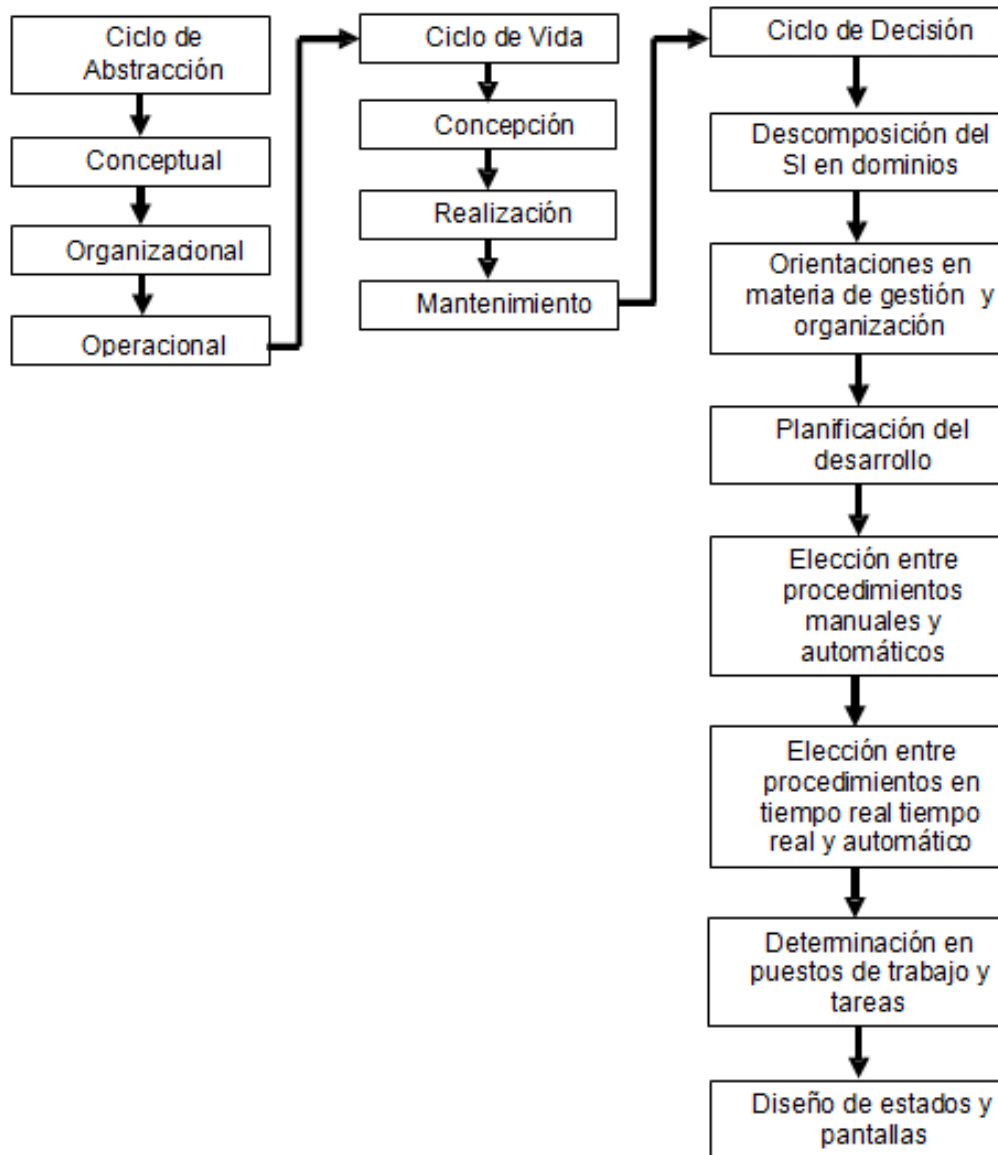 Ciclo de
Abstracción
Conceptual
Organizacional
Operacional
Ciclo de Vida
Concepción
Realización
Mantenimiento
Ciclo de Decisión
Descomposición del
SI en dominios
Orientaciones en
materia de gestión y
organización
Planificación del
desarrollo
Elección entre
procedimientos
manuales y
automáticos
Elección entre
procedimientos en
tiempo real tiempo
real y automático
Determinación en
puestos de trabajo y
tareas
Diseño de estados y
pantallas